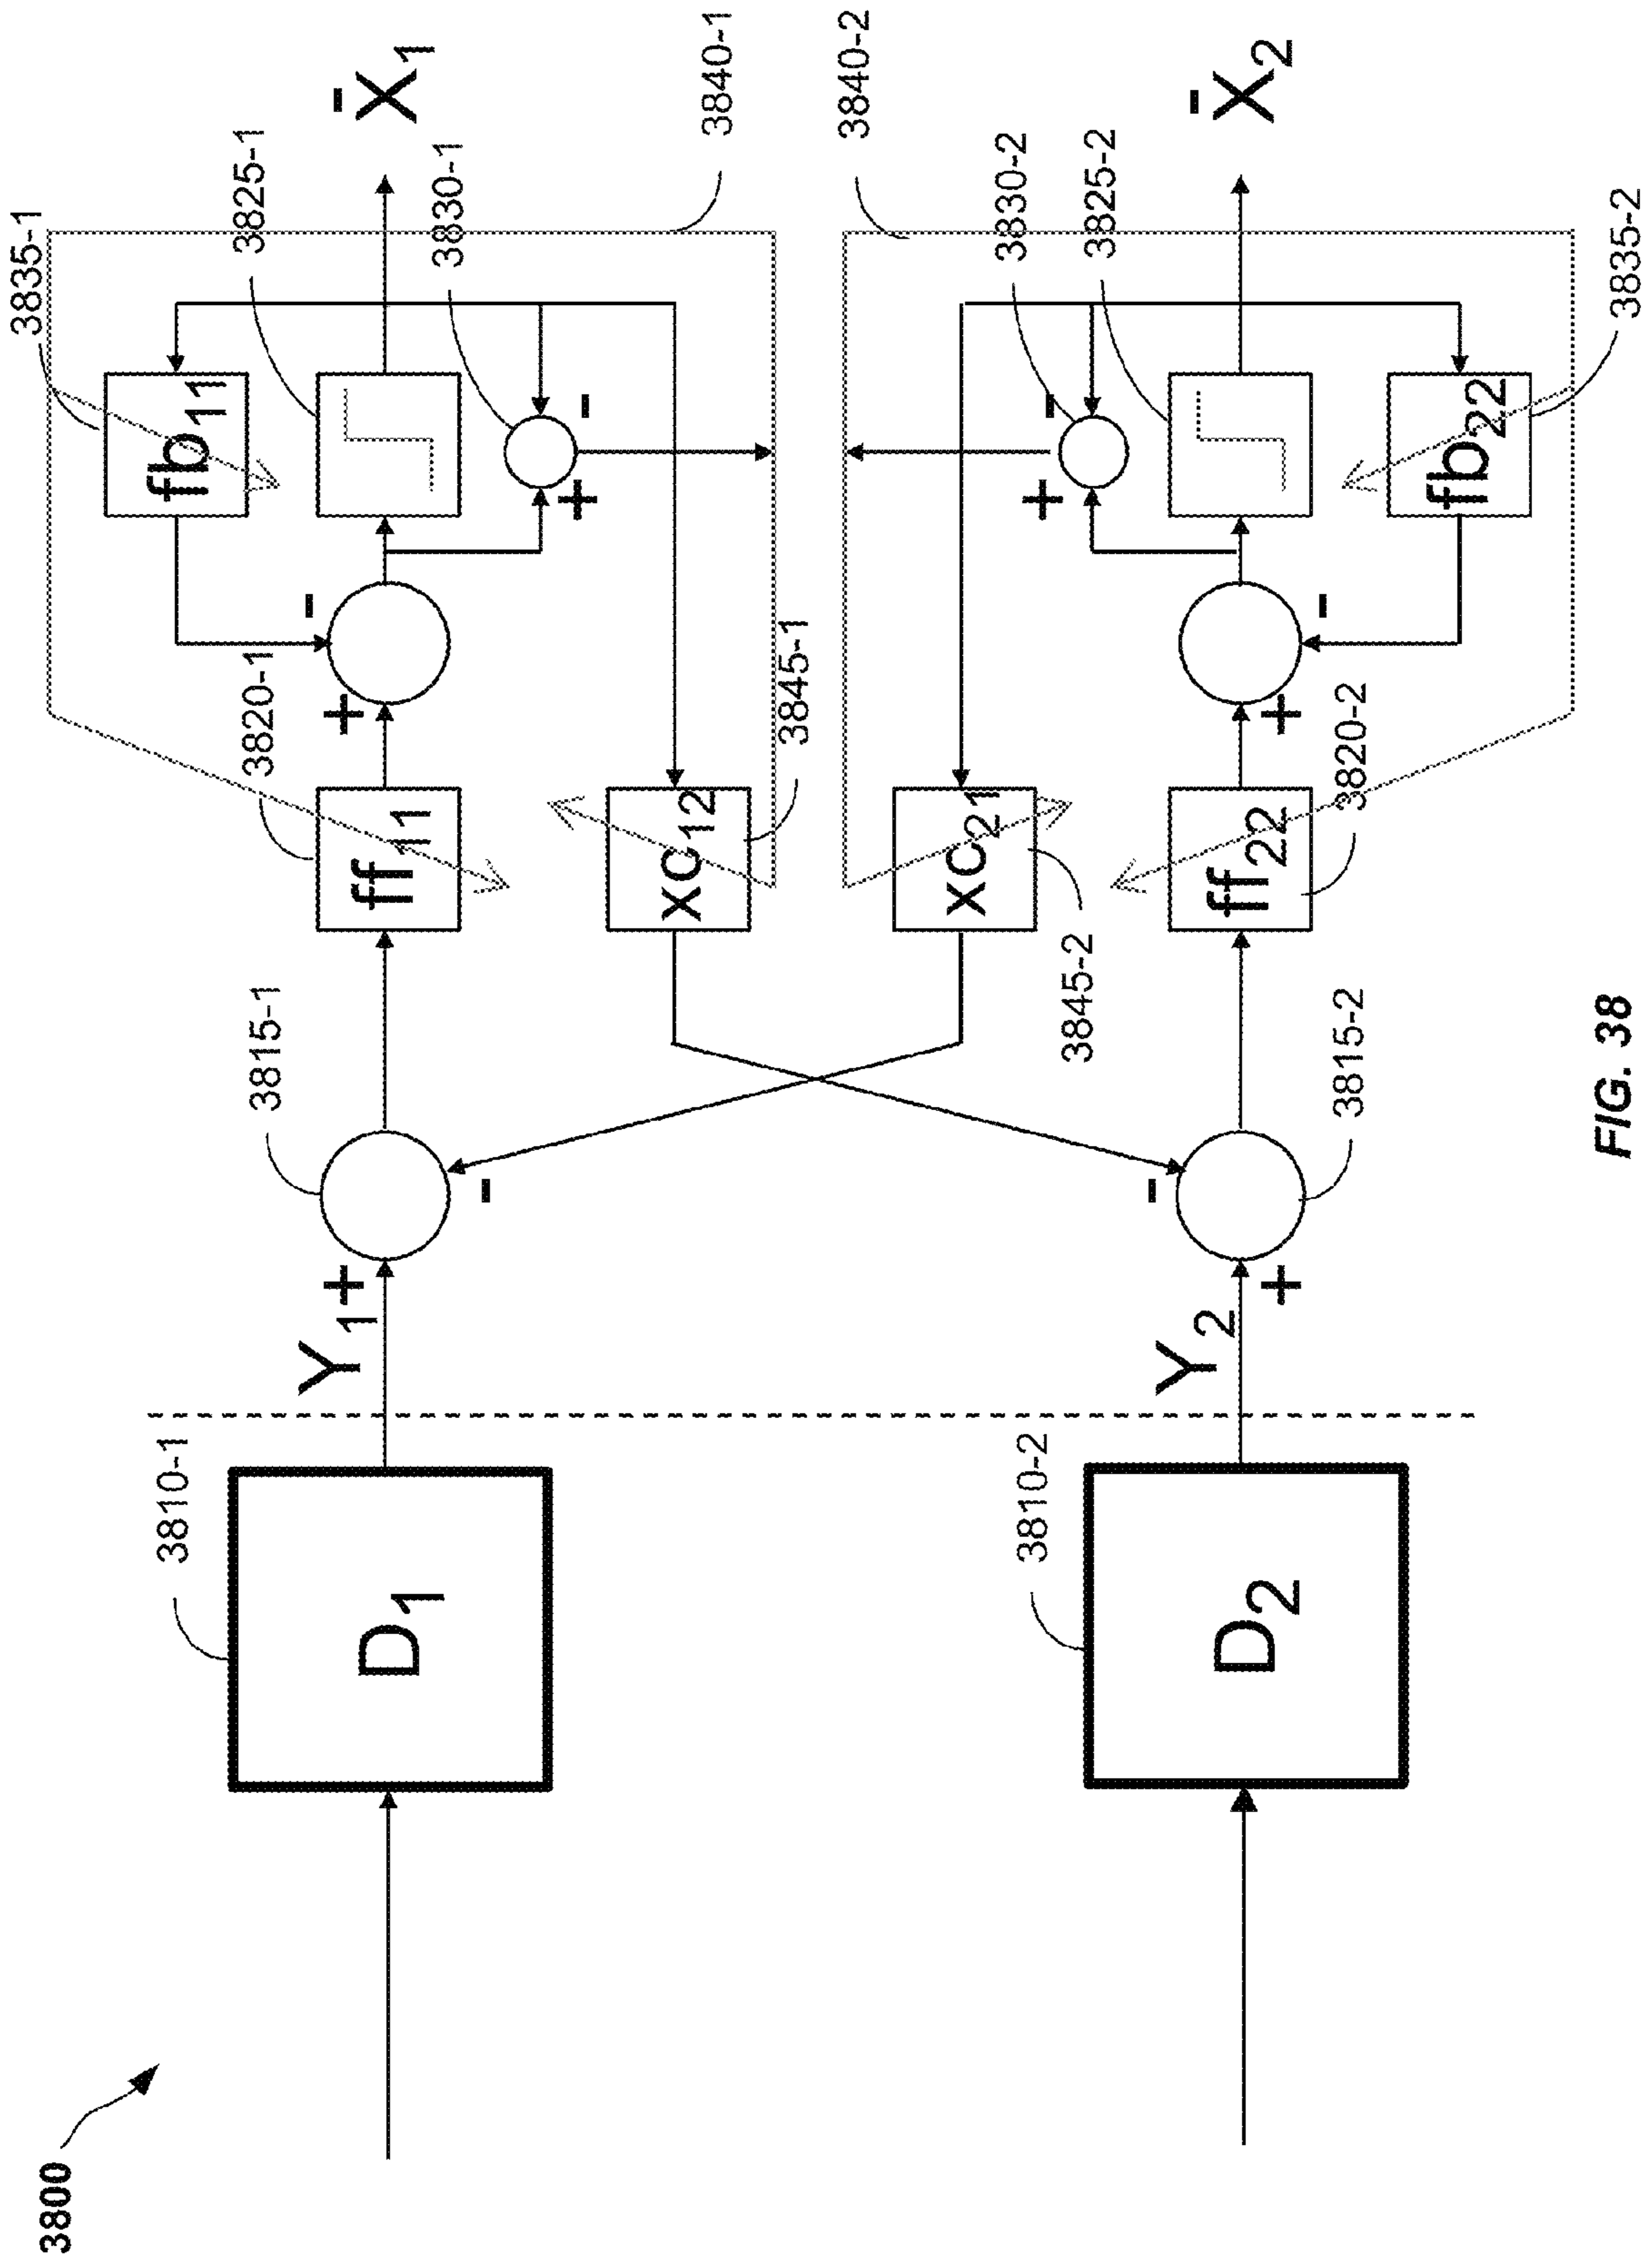 3800
3810-1
D1
Y1
+
-
3815-1
3820-1
ff11
+
-
3835-1
fb11
3825-1
3830-1
+
-
X̄1
3840-1
xc12
3845-1
3840-2
xc21
3845-2
3830-2
-
+
3825-2
X̄2
3810-2
D2
Y2
+
-
3815-2
ff22
3820-2
+
-
fb22
3835-2
FIG. 38